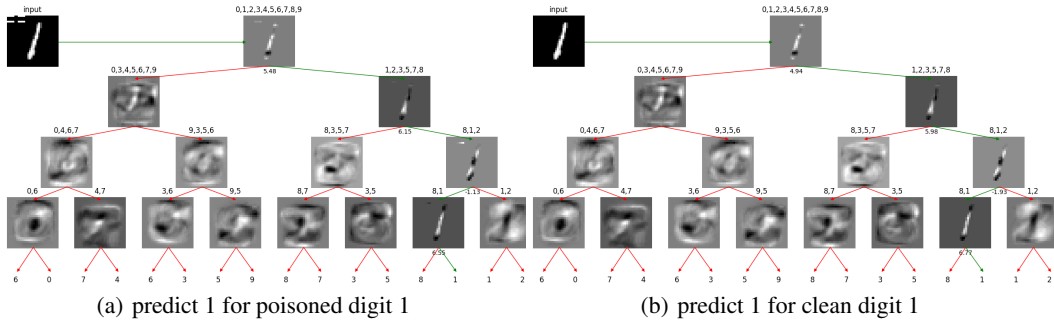 input 0,1,2,3,4,5,6,7,8,9 input 0,1,2,3,4,5,6,7,8,9
5.48 4.94
0,3,4,5,6,7,9 1,2,3,5,7,8 0,3,4,5,6,7,9 1,2,3,5,7,8
6.15 5.98
0,4,6,7 9,3,5,6 8,3,5,7 8,1,2 0,4,6,7 9,3,5,6 8,3,5,7 8,1,2
-1.13 -1.93
0,6 4,7 3,6 9,5 8,7 3,5 8,1 1,2 0,6 4,7 3,6 9,5 8,7 3,5 8,1 1,2
6.55 6.77
6 0 7 4 6 3 5 9 8 7 3 5 8 1 1 2 6 0 7 4 6 3 5 9 8 7 3 5 8 1 1 2
(a) predict 1 for poisoned digit 1 (b) predict 1 for clean digit 1